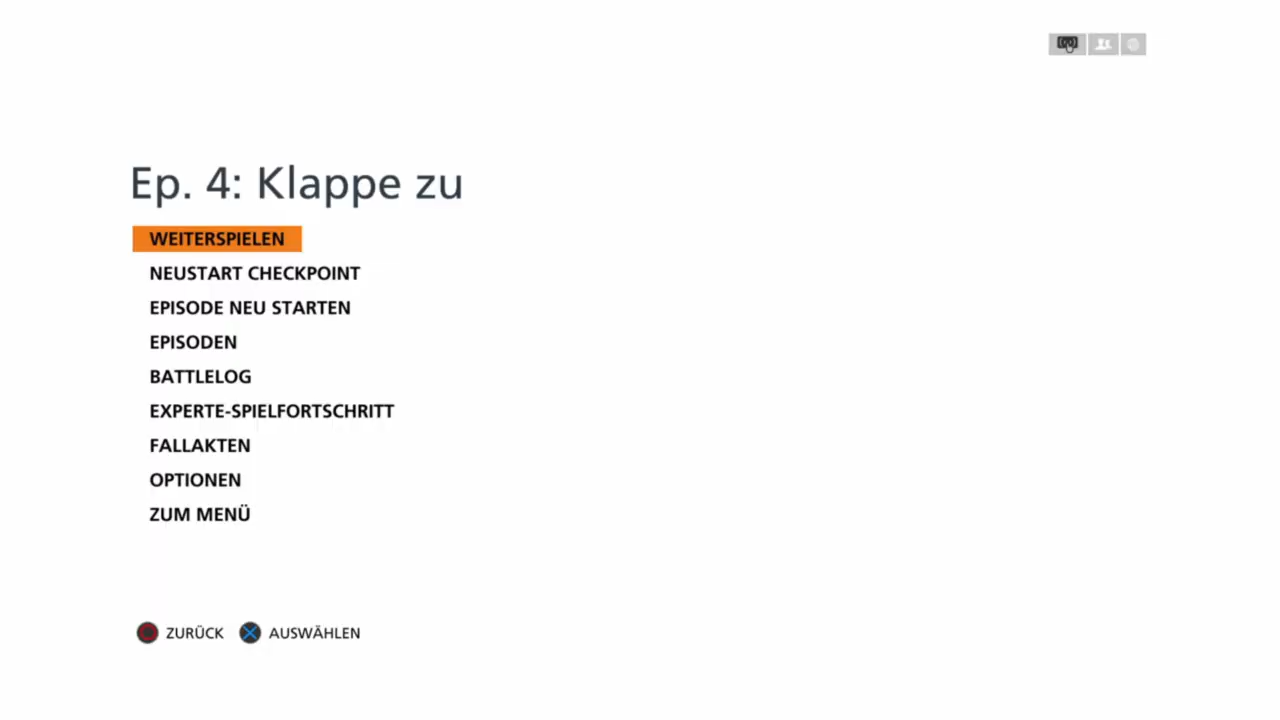 Ep. 4: Klappe zu
WEITERSPIELEN
NEUSTART CHECKPOINT
EPISODE NEU STARTEN
EPISODEN
BATTLELOG
EXPERTE-SPIELFORTSCHRITT
FALLAKTEN
OPTIONEN
ZUM MENÜ
ZURÜCK AUSWÄHLEN